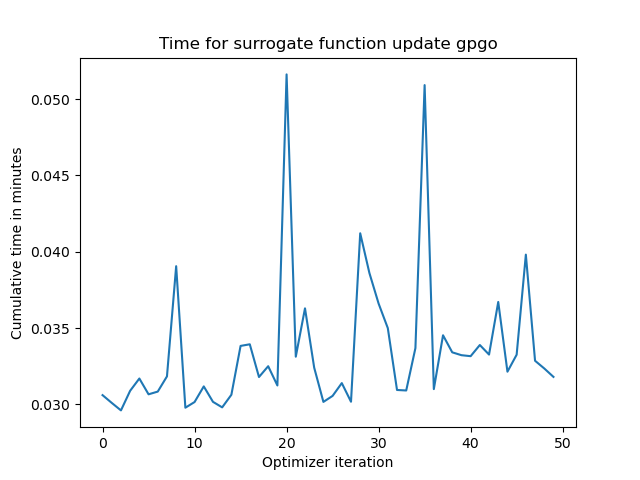 Time for surrogate function update gpgo
0.050
0.045
0.040
0.035
0.030
Cumulative time in minutes
0 10 20 30 40 50
Optimizer iteration